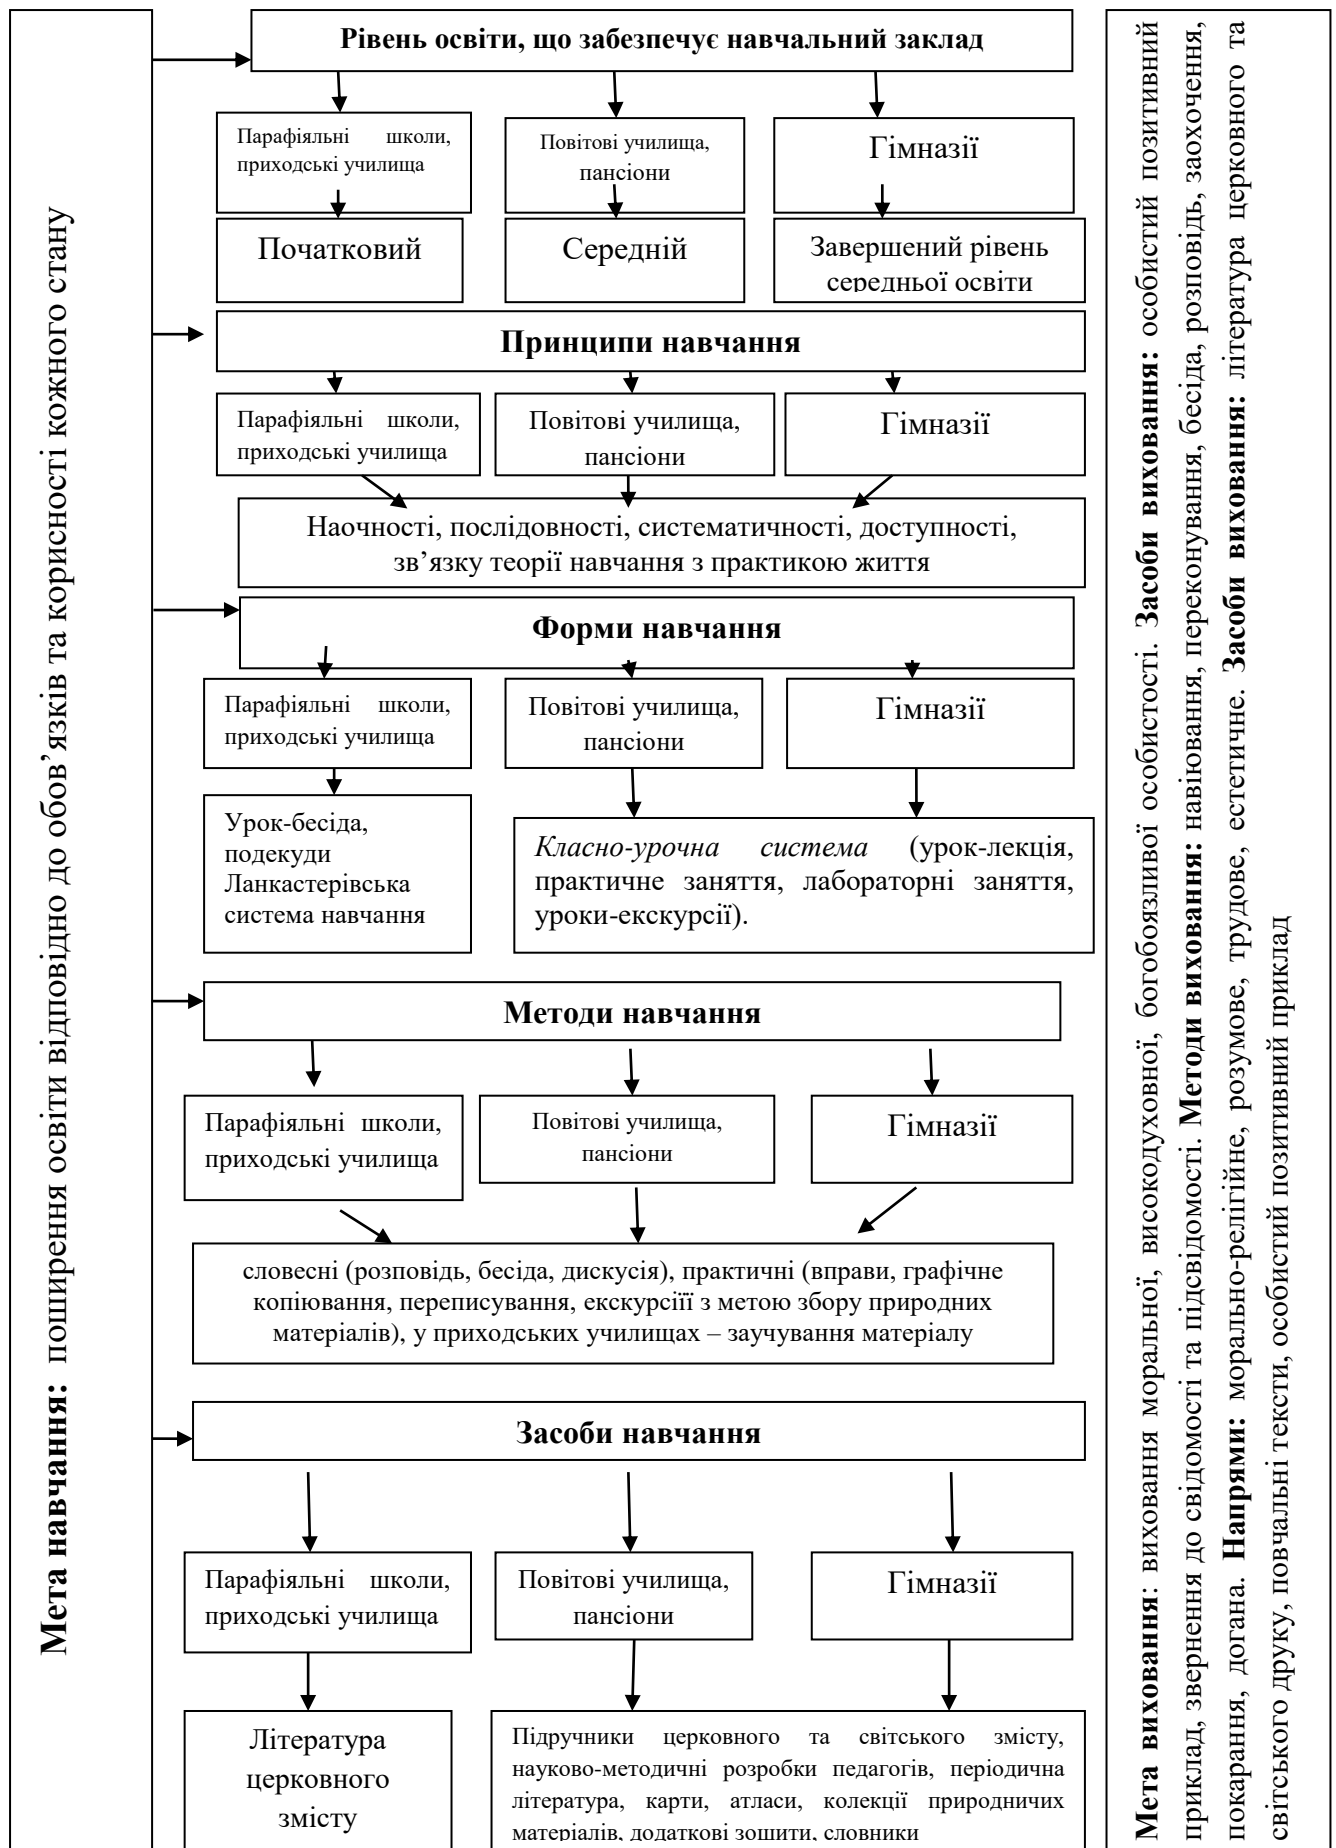 Мета навчання: поширення освіти відповідно до обов’язків та корисності кожного стану
Рівень освіти, що забезпечує навчальний заклад
Парафіяльні школи,
приходські училища
Повітові училища,
пансіони
Гімназії
Початковий
Середній
Завершений рівень
середньої освіти
Принципи навчання
Парафіяльні школи,
приходські училища
Повітові училища,
пансіони
Гімназії
Наочності, послідовності, систематичності, доступності,
зв’язку теорії навчання з практикою життя
Форми навчання
Парафіяльні школи,
приходські училища
Повітові училища,
пансіони
Гімназії
Урок-бесіда,
подекуди
Ланкастерівська
система навчання
Класно-урочна система (урок-лекція,
практичне заняття, лабораторні заняття,
уроки-екскурсії).
Методи навчання
Парафіяльні школи,
приходські училища
Повітові училища,
пансіони
Гімназії
словесні (розповідь, бесіда, дискусія), практичні (вправи, графічне
копіювання, переписування, екскурсіїі з метою збору природних
матеріалів), у приходських училищах – заучування матеріалу
Засоби навчання
Парафіяльні школи,
приходські училища
Повітові училища,
пансіони
Гімназії
Література
церковного
змісту
Підручники церковного та світського змісту,
науково-методичні розробки педагогів, періодична
література, карти, атласи, колекції природничих
матеріалів, додаткові зошити, словники
Мета виховання: виховання моральної, високодуховної, богобоязливої особистості. Засоби виховання: особистий позитивний
приклад, звернення до свідомості та підсвідомості. Методи виховання: навіювання, переконування, бесіда, розповідь, заохочення,
покарання, догана. Напрями: морально-релігійне, розумове, трудове, естетичне. Засоби виховання: література церковного та
світського друку, повчальні тексти, особистий позитивний приклад